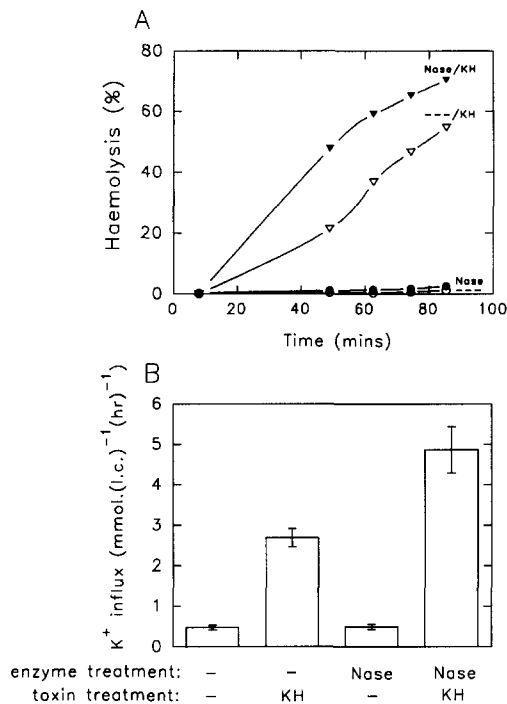 A
80
60
40
20
0
Haemolysis (%)
Nase/KH
----/KH
Nase
----
0 20 40 60 80 100
Time (mins)
B
6
5
4
3
2
1
0
K+ influx (mmol.(l.c.)−1(hr)−1)
enzyme treatment: – – Nase Nase
toxin treatment: – KH – KH